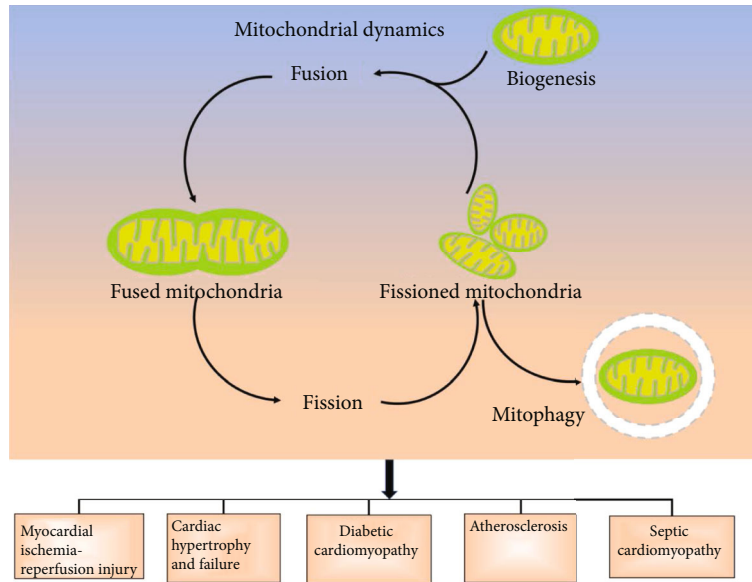 Mitochondrial dynamics
Fusion
Biogenesis
Fused mitochondria
Fissioned mitochondria
Fission
Mitophagy
Myocardial
ischemia-
reperfusion injury
Cardiac
hypertrophy
and failure
Diabetic
cardiomyopathy
Atherosclerosis
Septic
cardiomyopathy